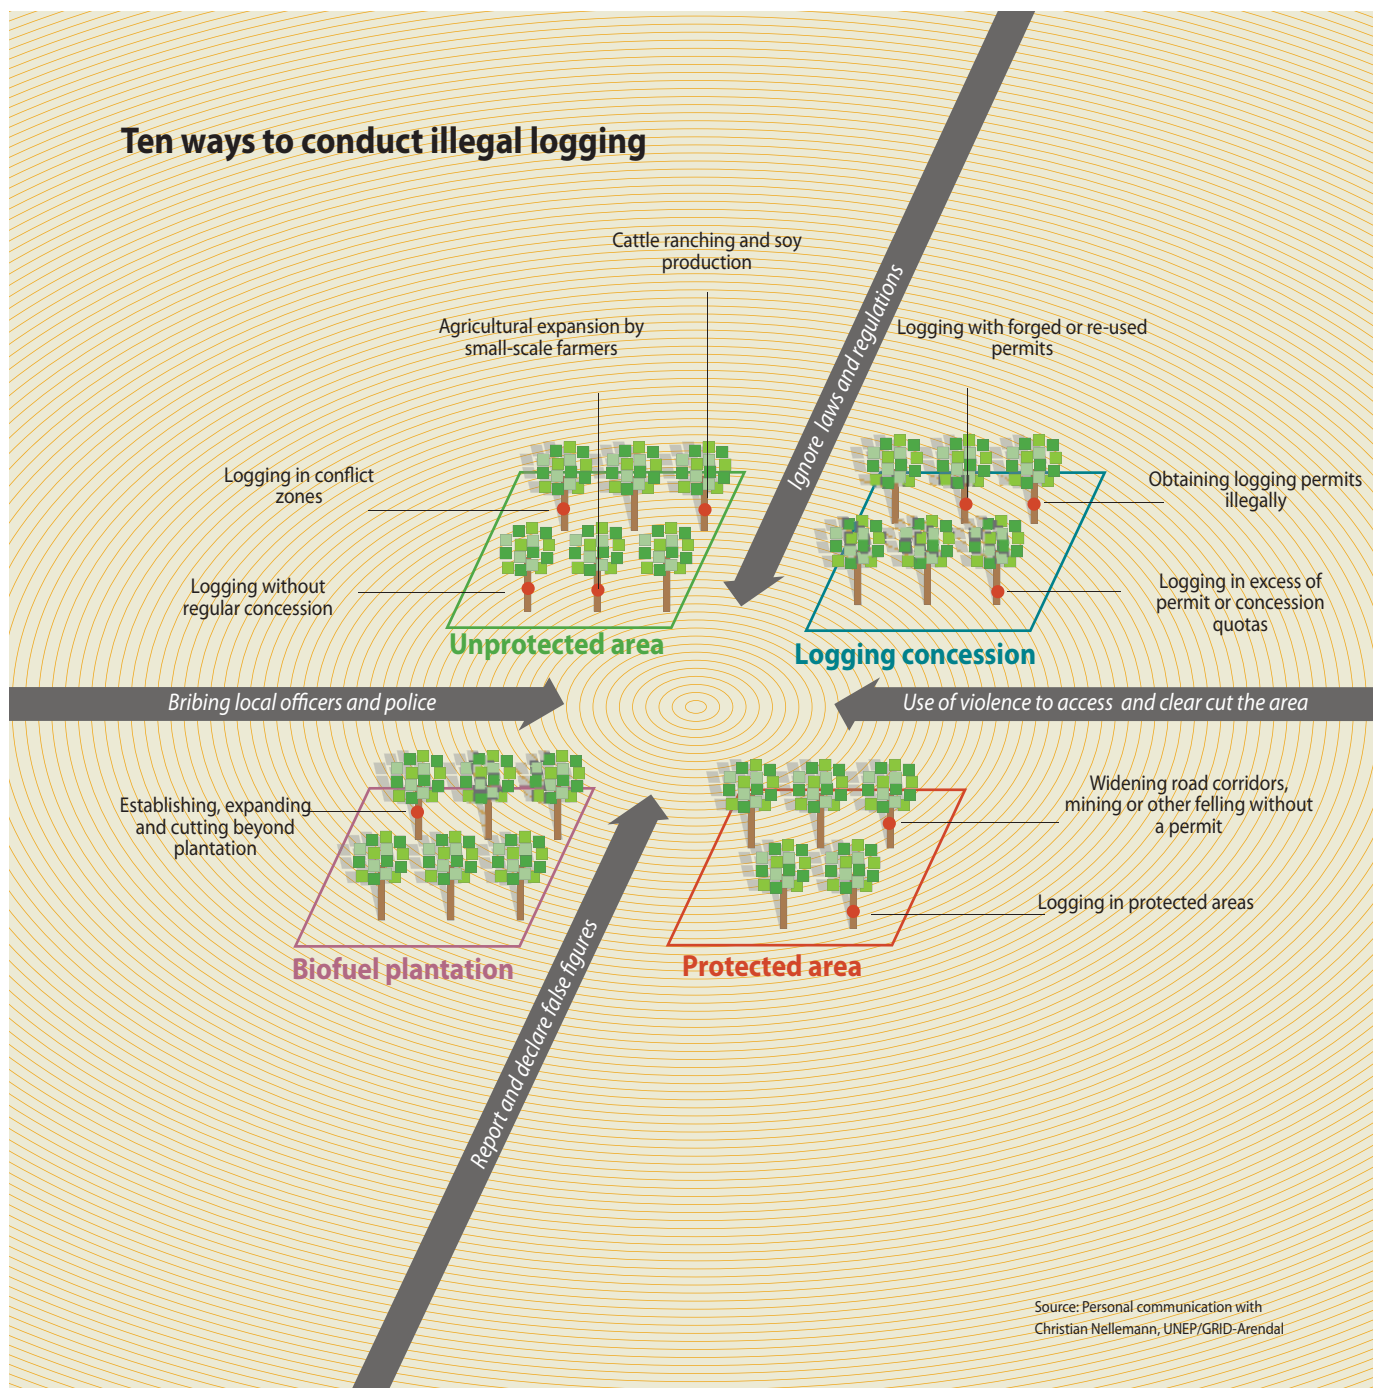 Ten ways to conduct illegal logging
Cattle ranching and soy
production
Agricultural expansion by
small-scale farmers
Logging with forged or re-used
permits
Ignore laws and regulations
Logging in conflict
zones
Obtaining logging permits
illegally
Logging without
regular concession
Logging in excess of
permit or concession
quotas
Unprotected area
Logging concession
Bribing local officers and police
Use of violence to access and clear cut the area
Establishing, expanding
and cutting beyond
plantation
Widening road corridors,
mining or other felling without
a permit
Logging in protected areas
Biofuel plantation
Protected area
Report and declare false figures
Source: Personal communication with
Christian Nellemann, UNEP/GRID-Arendal